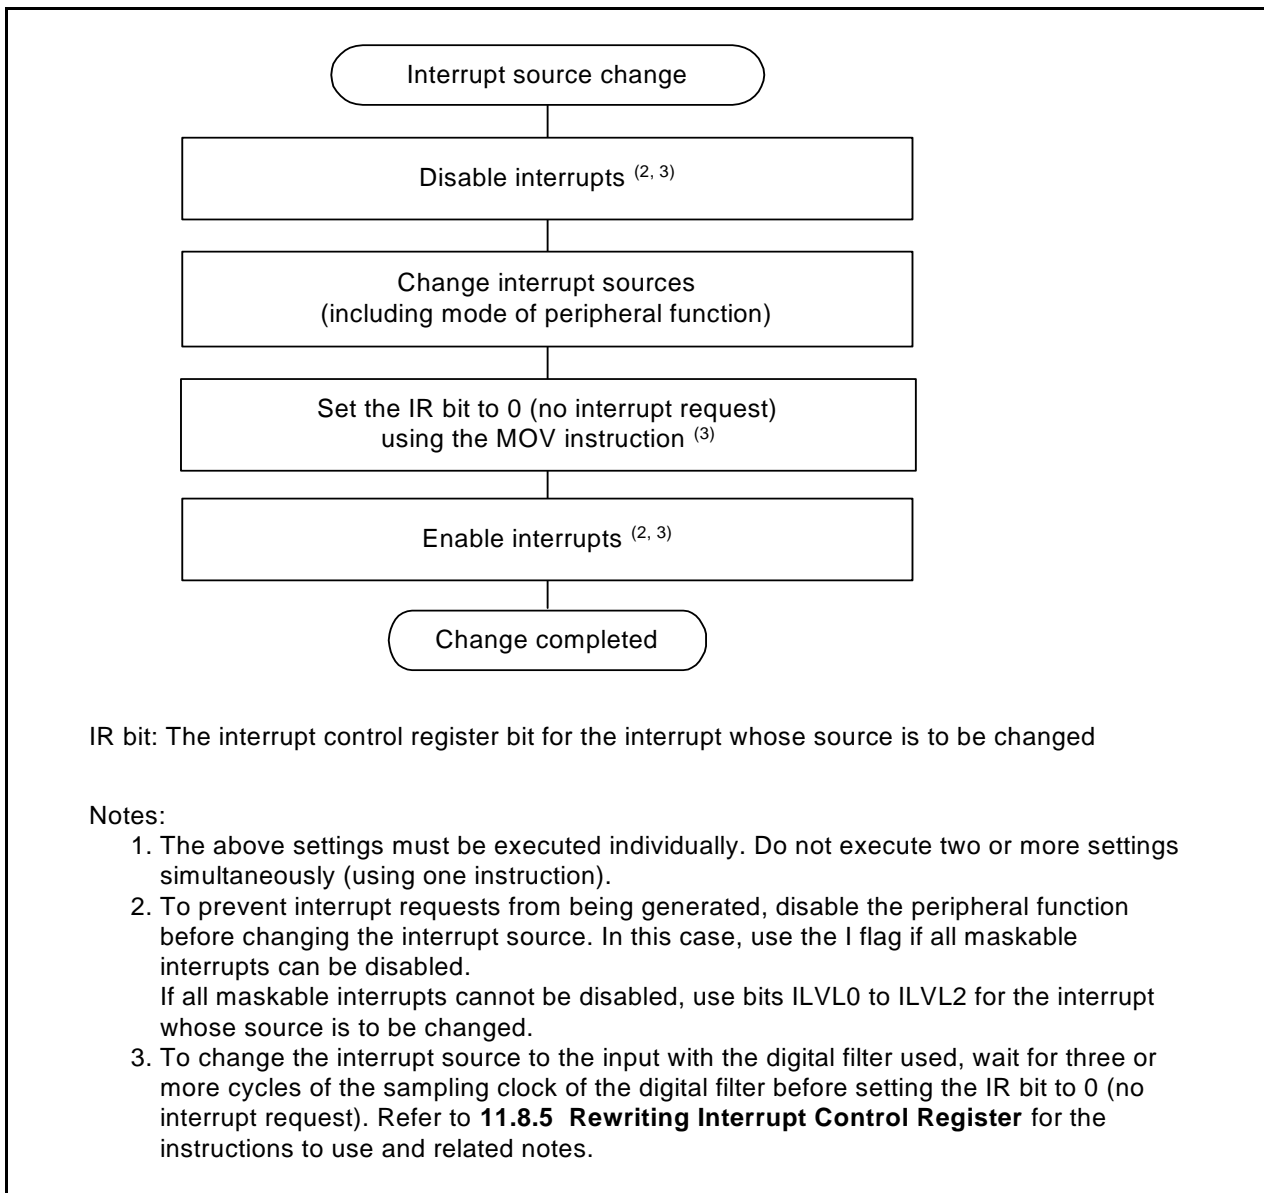 Interrupt source change
Disable interrupts (2, 3)
Change interrupt sources
(including mode of peripheral function)
Set the IR bit to 0 (no interrupt request)
using the MOV instruction (3)
Enable interrupts (2, 3)
Change completed
IR bit: The interrupt control register bit for the interrupt whose source is to be changed
Notes:
1. The above settings must be executed individually. Do not execute two or more settings
simultaneously (using one instruction).
2. To prevent interrupt requests from being generated, disable the peripheral function
before changing the interrupt source. In this case, use the I flag if all maskable
interrupts can be disabled.
If all maskable interrupts cannot be disabled, use bits ILVL0 to ILVL2 for the interrupt
whose source is to be changed.
3. To change the interrupt source to the input with the digital filter used, wait for three or
more cycles of the sampling clock of the digital filter before setting the IR bit to 0 (no
interrupt request). Refer to 11.8.5 Rewriting Interrupt Control Register for the
instructions to use and related notes.